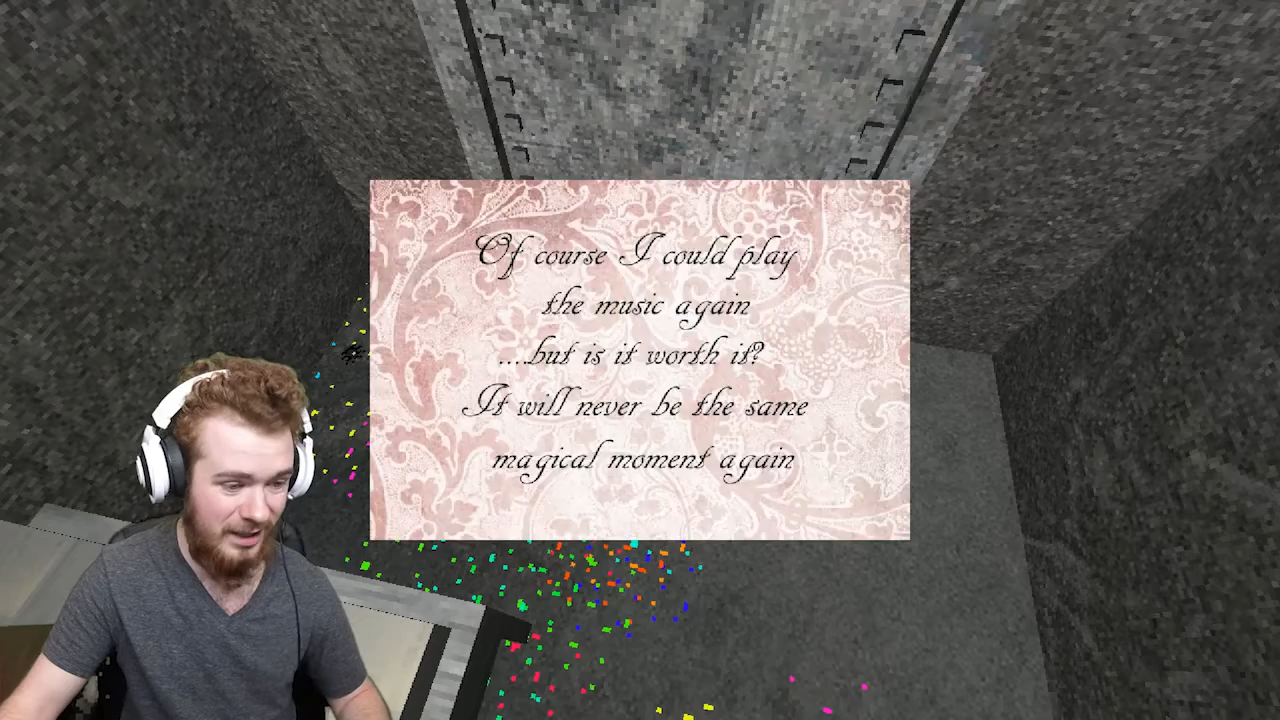 Of course I could play
the music again
....but is it worth it?
It will never be the same
magical moment again